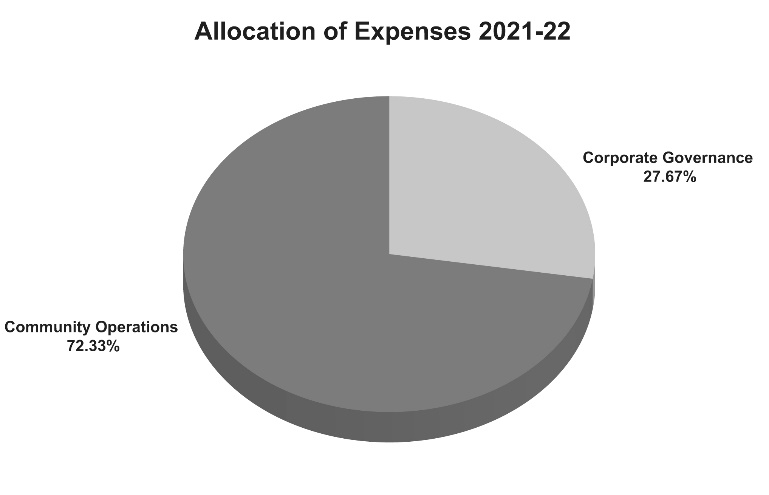 Allocation of Expenses 2021-22
Corporate Governance
27.67%
Community Operations
72.33%